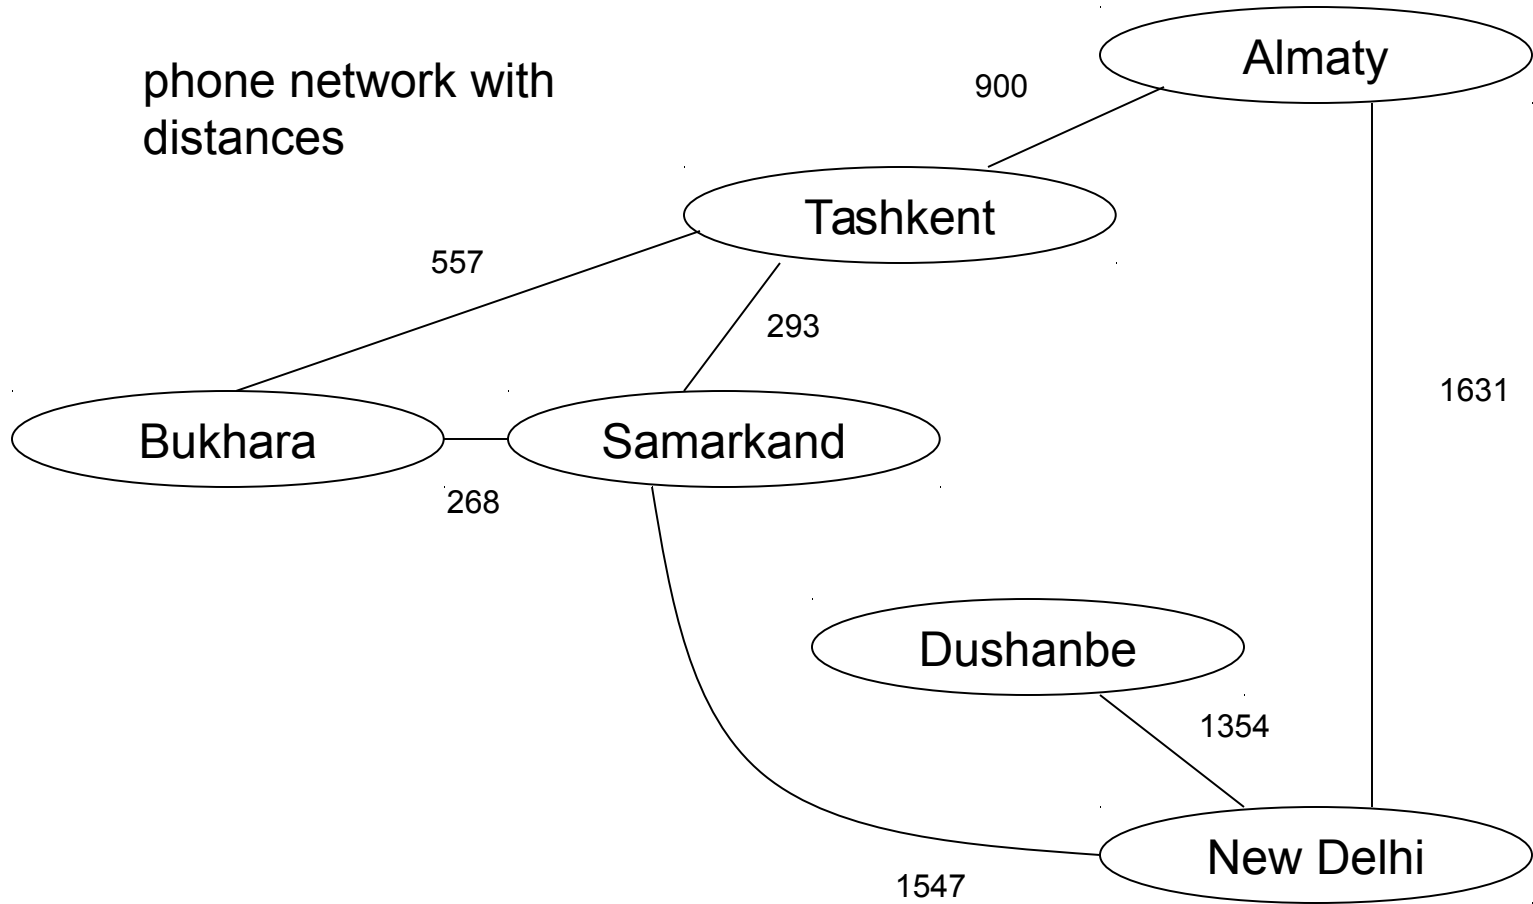 phone network with
distances
Almaty
900
Tashkent
557
293
1631
Bukhara
Samarkand
268
Dushanbe
1354
New Delhi
1547